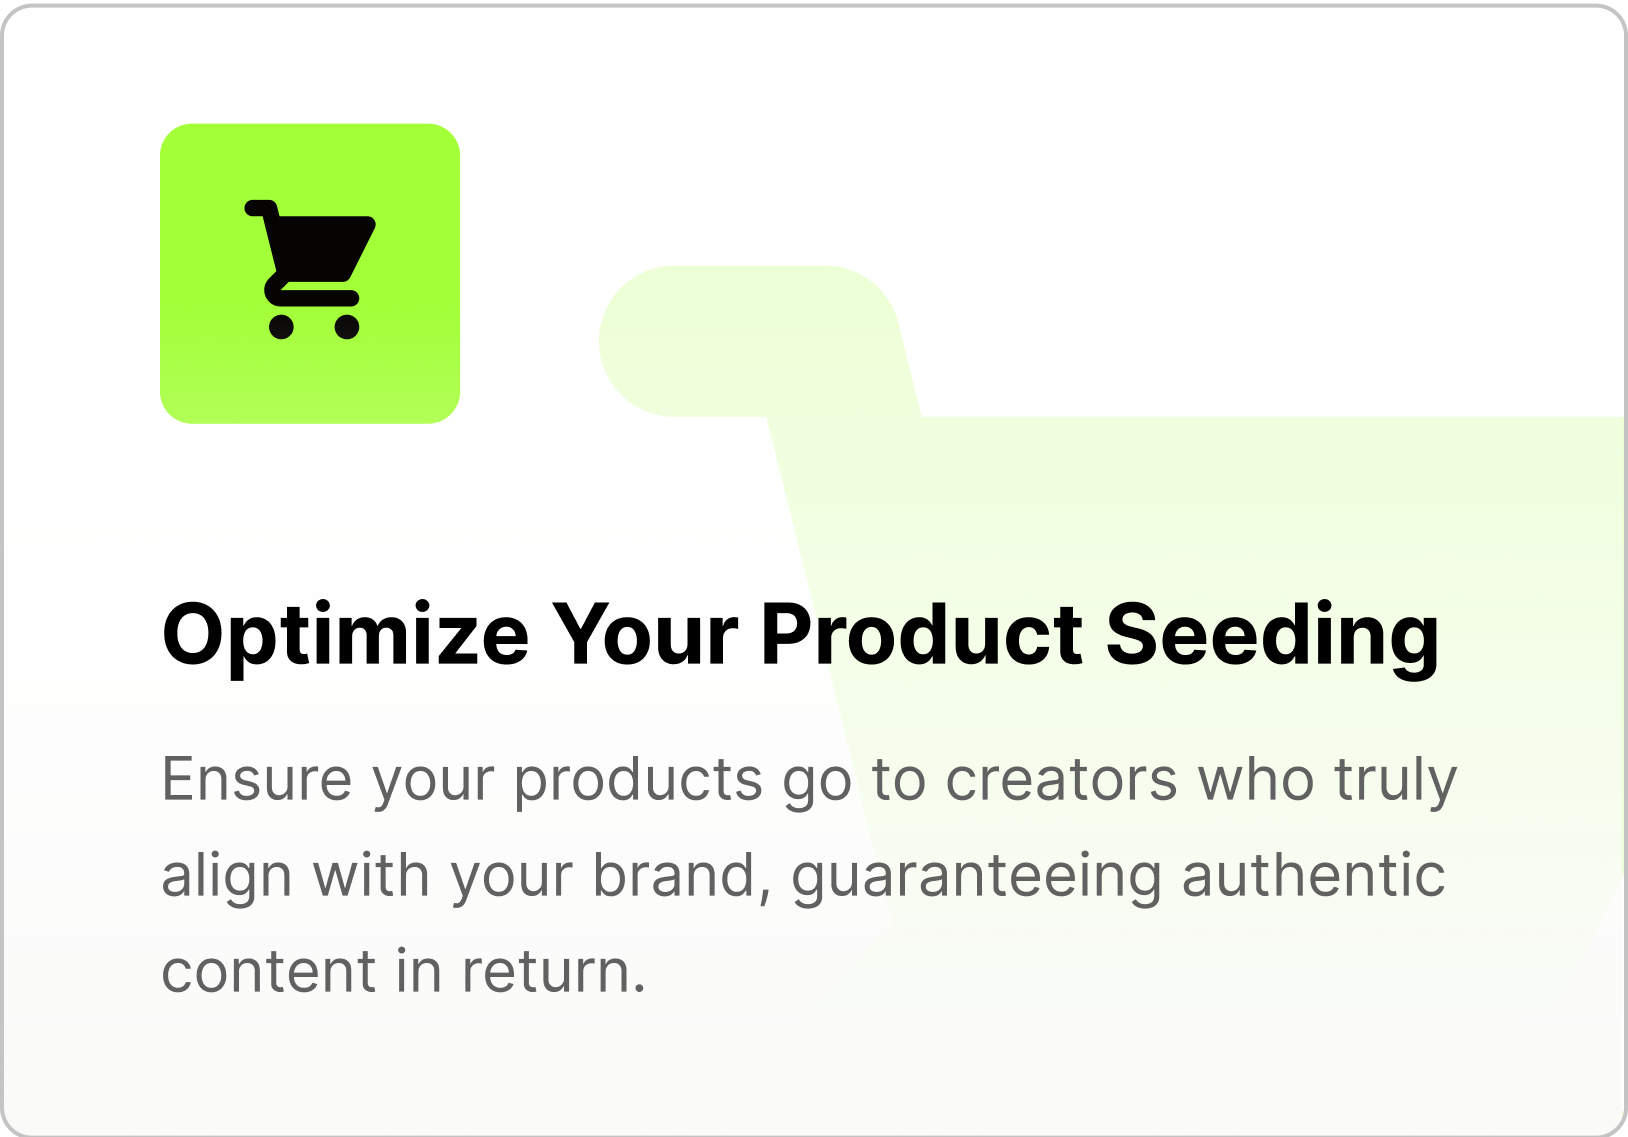 Optimize Your Product Seeding
Ensure your products go to creators who truly
align with your brand, guaranteeing authentic
content in return.